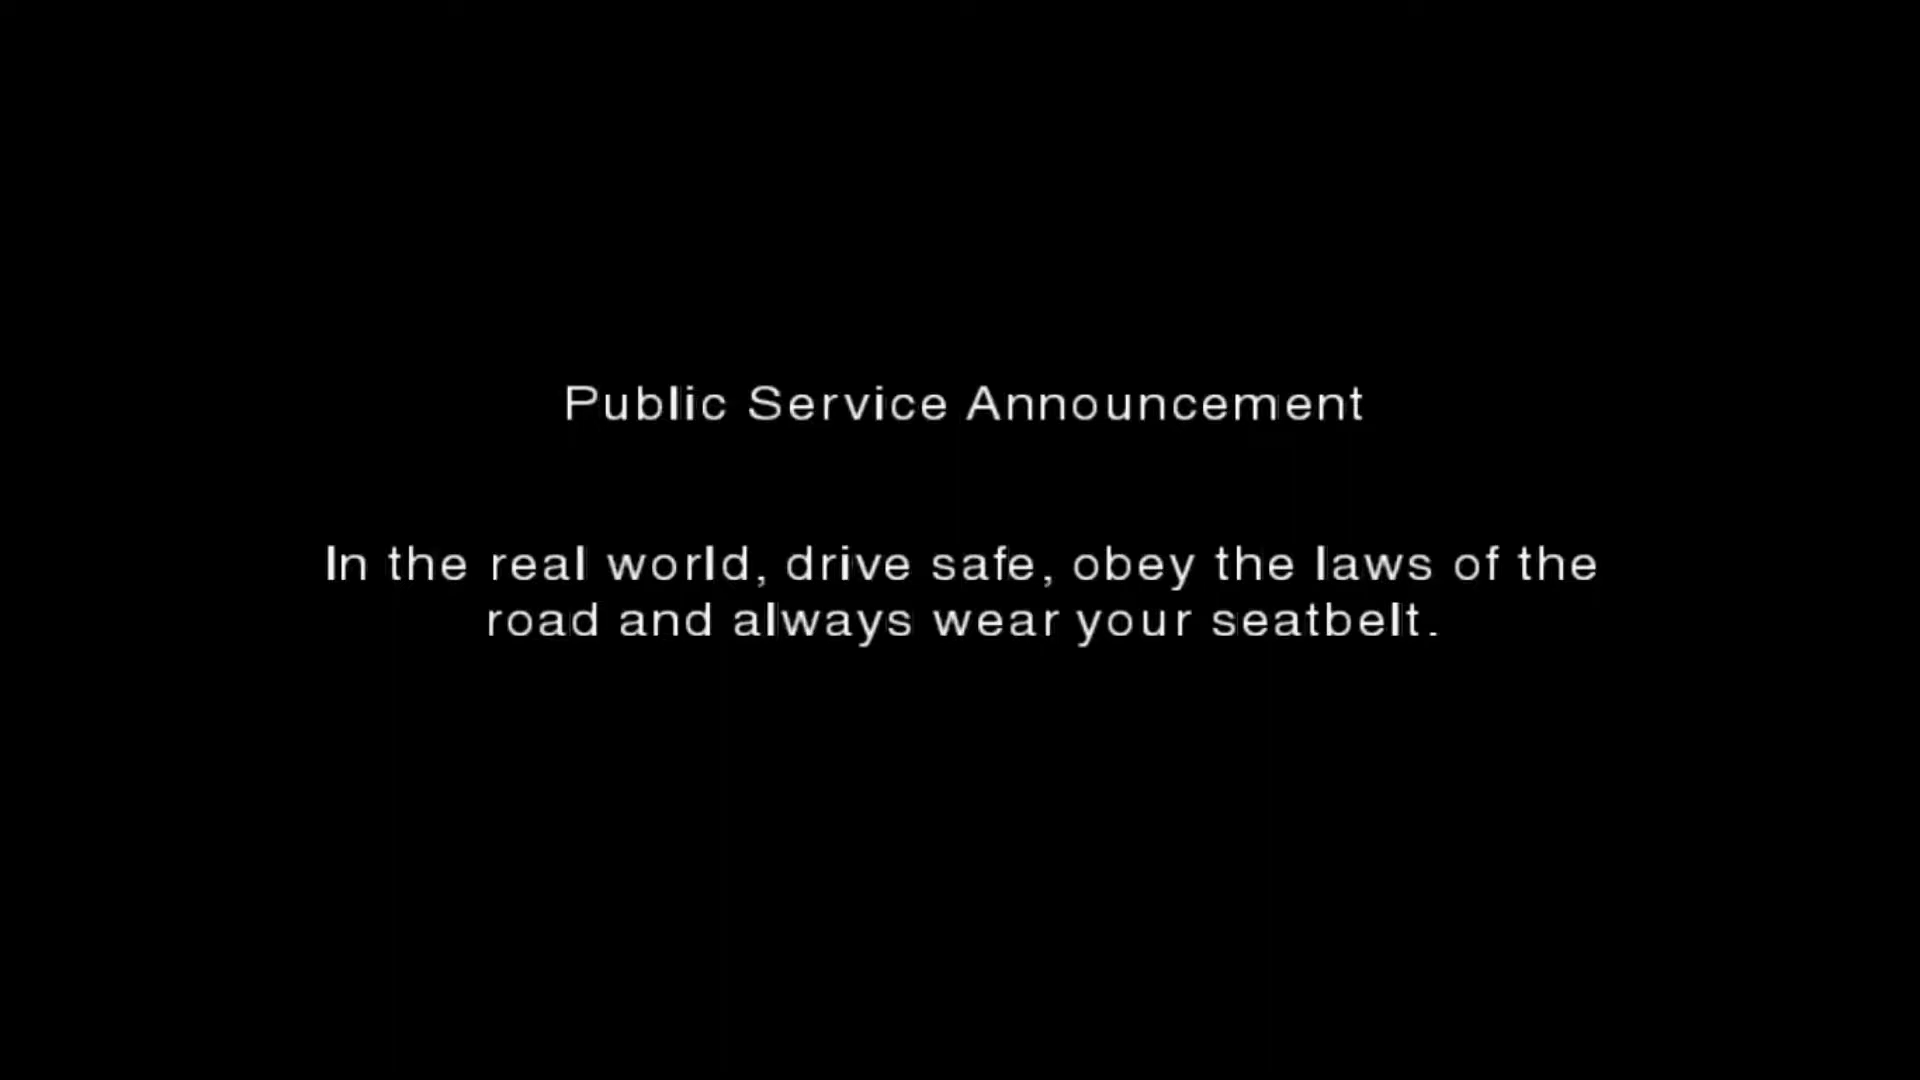 Public Service Announcement
In the real world, drive safe, obey the laws of the
road and always wear your seatbelt.